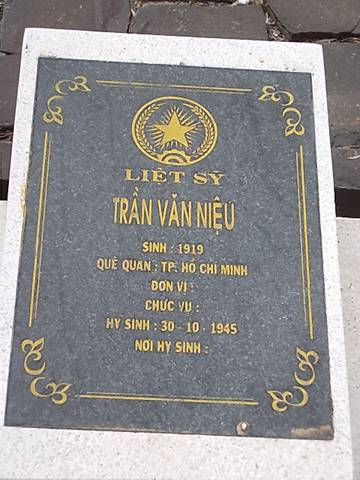 LIỆT SỸ
TRẦN VĂN NIỆU
SINH : 1919
QUÊ QUÁN : TP. HỒ CHÍ MINH
ĐƠN VỊ :
CHỨC VỤ :
HY SINH : 30 - 10 - 1945
NƠI HY SINH :